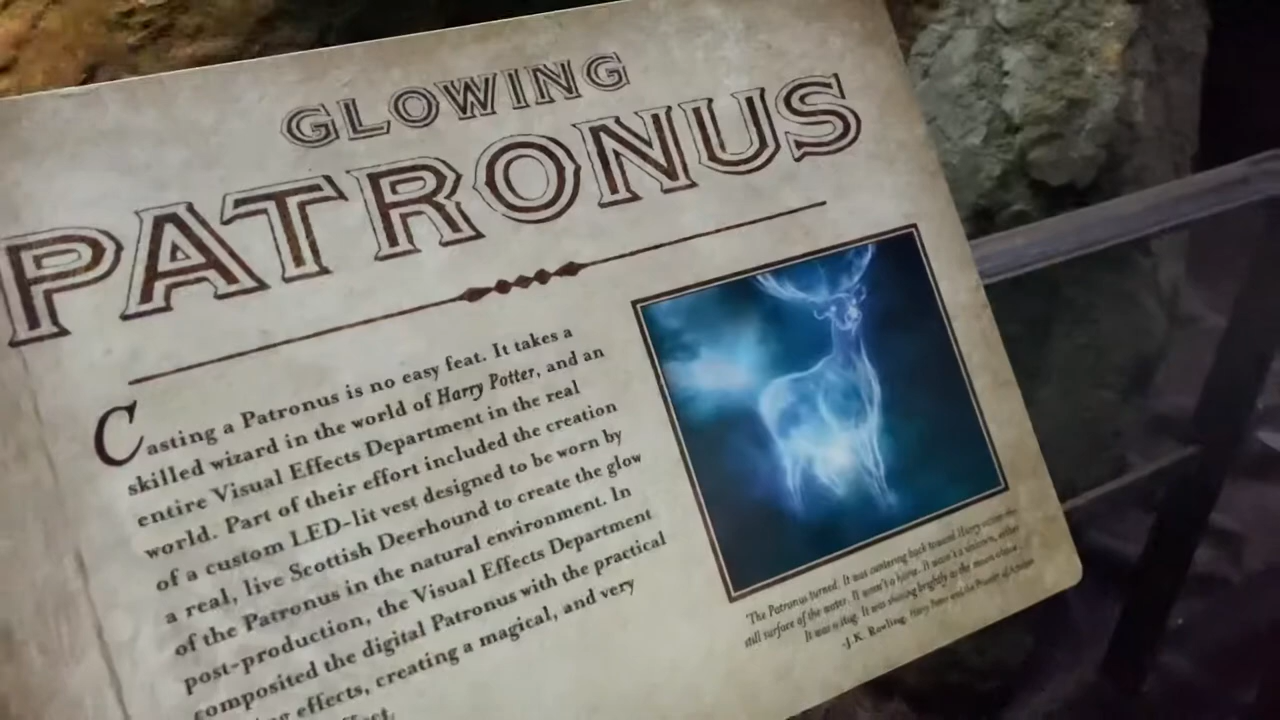 GLOWING
PATRONUS
Casting a Patronus is no easy feat. It takes a
skilled wizard in the world of Harry Potter, and an
entire Visual Effects Department in the real
world. Part of their effort included the creation
of a custom LED-lit vest designed to be worn by
a real, live Scottish Deerhound to create the glow
of the Patronus in the natural environment. In
post-production, the Visual Effects Department
composited the digital Patronus with the practical
effects, creating a magical, and very
"The Patronus turned. It was cantering back toward Harry across the
still surface of the water. It wasn't a horse. It wasn't a unicorn, either.
It was a stag. It was shining brightly as the moon above...
-J.K. Rowling, Harry Potter and the Prisoner of Azkaban